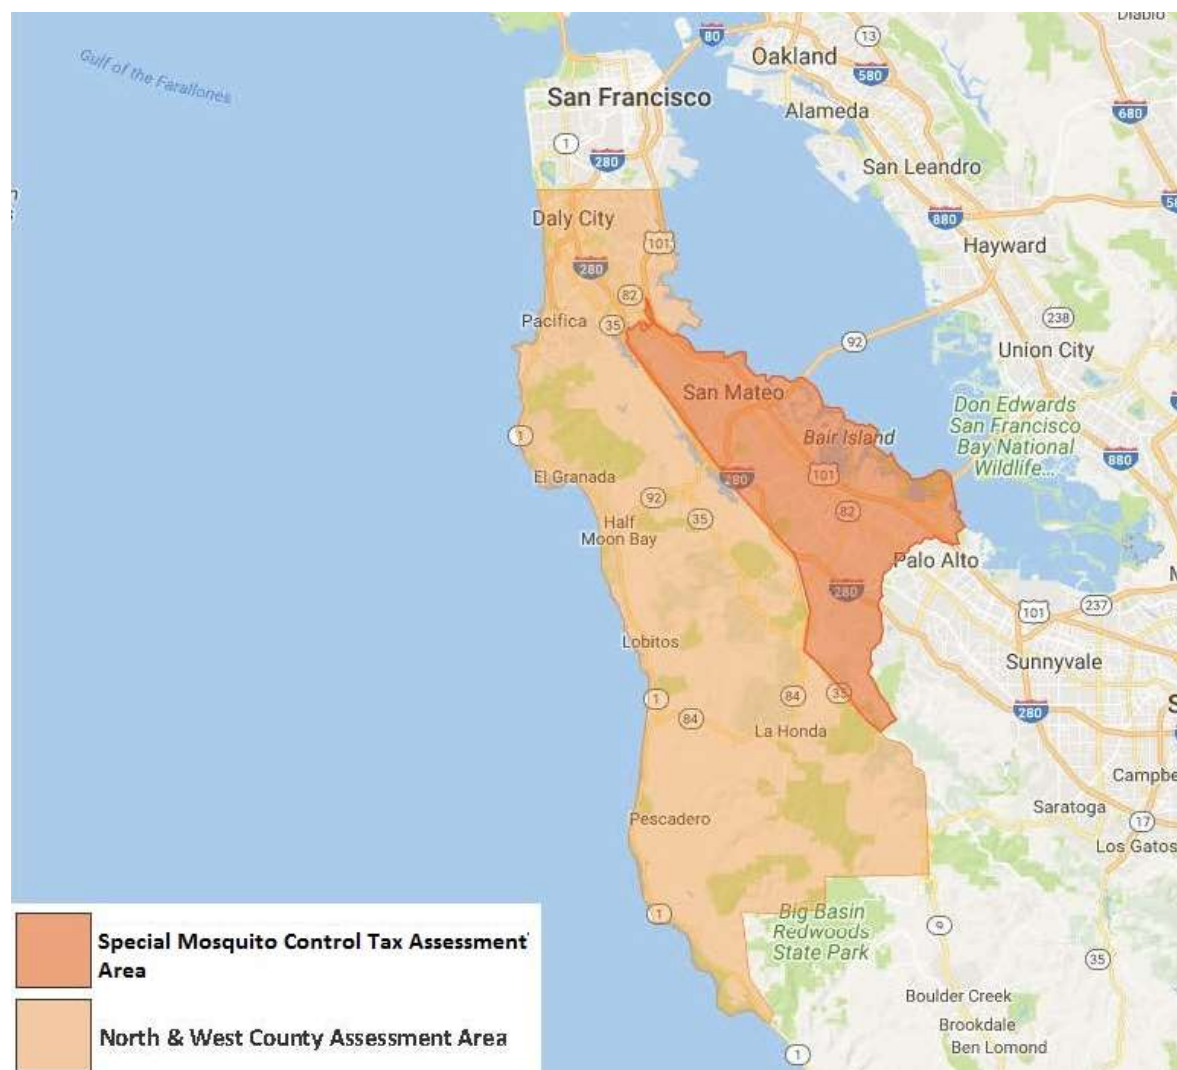 Diablo
80
13
Oakland
Gulf of the Farallones
580
San Francisco
Alameda
680
1
280
San Leandro
Daly City
880
101
Hayward
280
82
238
Pacifica
35
92
Union City
San Mateo
Don Edwards
San Francisco
Bay National
Wildlife...
Bair Island
1
880
101
El Granada
280
92
82
35
Half
Moon Bay
Palo Alto
280
101
237
Lobitos
Sunnyvale
1
84
35
84
280
La Honda
Campbe
Saratoga
Pescadero
17
Los Gatos
1
Big Basin
Redwoods
State Park
9
35
Special Mosquito Control Tax Assessment
Area
Boulder Creek
Brookdale
North & West County Assessment Area
Ben Lomond
1